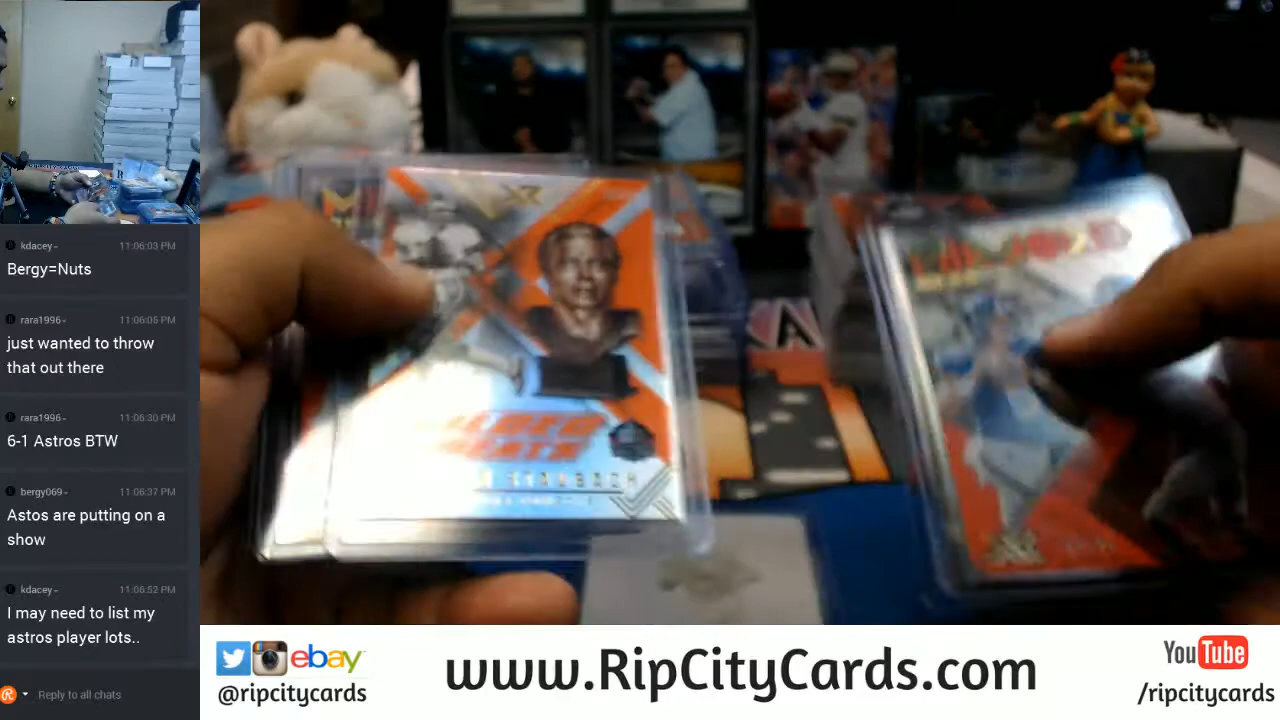 kdacey- 11:06:03 PM
Bergy=Nuts
rara1996- 11:06:05 PM
just wanted to throw
that out there
rara1996- 11:06:30 PM
6-1 Astros BTW
bergy069- 11:06:37 PM
Astos are putting on a
show
kdacey- 11:06:52 PM
I may need to list my
astros player lots..
Reply to all chats
XR
ebay
@ripcitycards
www.RipCityCards.com
YouTube
/ripcitycards